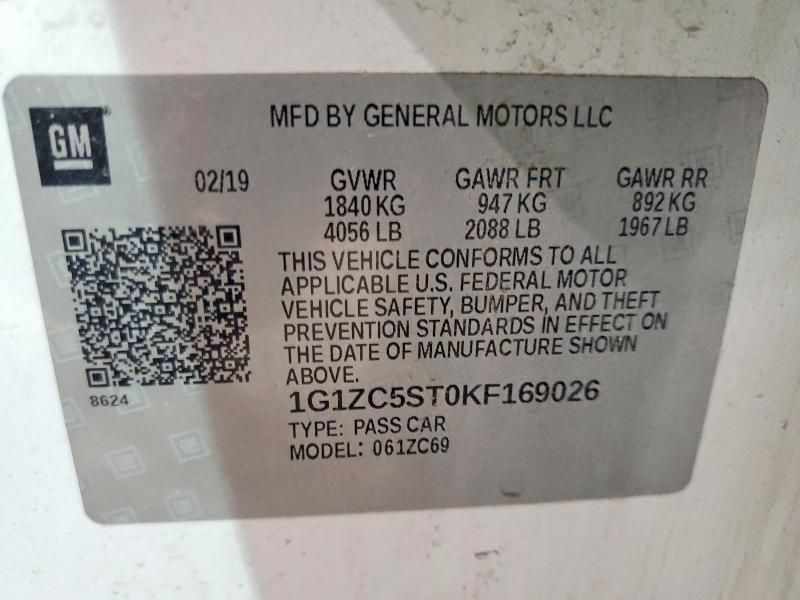 MFD BY GENERAL MOTORS LLC
GM
02/19 GVWR GAWR FRT GAWR RR
1840 KG 947 KG 892 KG
4056 LB 2088 LB 1967 LB
THIS VEHICLE CONFORMS TO ALL
APPLICABLE U.S. FEDERAL MOTOR
VEHICLE SAFETY, BUMPER, AND THEFT
PREVENTION STANDARDS IN EFFECT ON
THE DATE OF MANUFACTURE SHOWN
ABOVE.
8624
1G1ZC5ST0KF169026
TYPE: PASS CAR
MODEL: 061ZC69